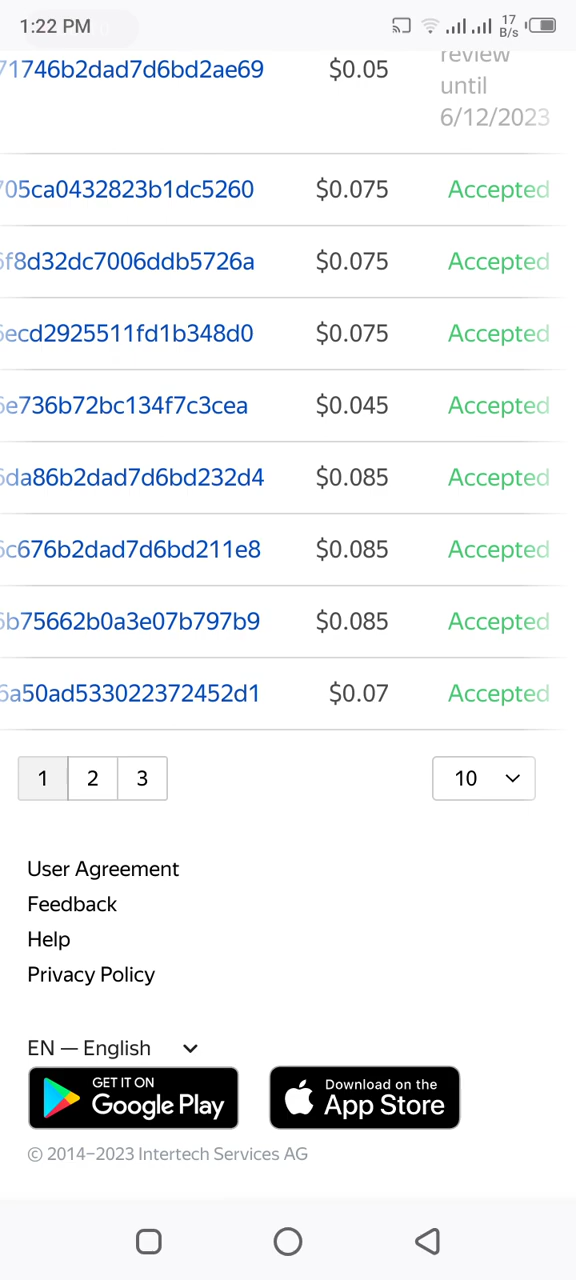 1:22 PM
17
B/s
71746b2dad7d6bd2ae69 $0.05 review
until
6/12/2023
705ca0432823b1dc5260 $0.075 Accepted
6f8d32dc7006ddb5726a $0.075 Accepted
6ecd2925511fd1b348d0 $0.075 Accepted
6e736b72bc134f7c3cea $0.045 Accepted
6da86b2dad7d6bd232d4 $0.085 Accepted
6c676b2dad7d6bd211e8 $0.085 Accepted
6b75662b0a3e07b797b9 $0.085 Accepted
6a50ad533022372452d1 $0.07 Accepted
1 2 3 10
User Agreement
Feedback
Help
Privacy Policy
EN — English
GET IT ON
Google Play
Download on the
App Store
© 2014–2023 Intertech Services AG